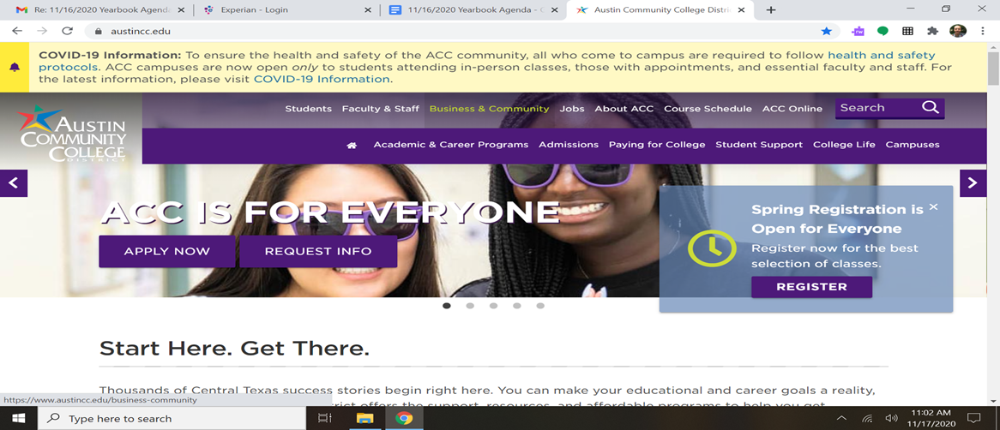 Re: 11/16/2020 Yearbook Agenda
Experian - Login
11/16/2020 Yearbook Agenda -
Austin Community College Distri
austincc.edu
COVID-19 Information: To ensure the health and safety of the ACC community, all who come to campus are required to follow health and safety
protocols. ACC campuses are now open only to students attending in-person classes, those with appointments, and essential faculty and staff. For
the latest information, please visit COVID-19 Information.
AUSTIN
COMMUNITY
COLLEGE
DISTRICT
Students Faculty & Staff Business & Community Jobs About ACC Course Schedule ACC Online Search
Academic & Career Programs Admissions Paying for College Student Support College Life Campuses
ACC IS FOR EVERYONE
APPLY NOW REQUEST INFO
Spring Registration is
Open for Everyone
Register now for the best
selection of classes.
REGISTER
Start Here. Get There.
Thousands of Central Texas success stories begin right here. You can make your educational and career goals a reality,
https://www.austincc.edu/business-community
offers the support, resources, and affordable programs to help you get
Type here to search
11:02 AM
11/17/2020